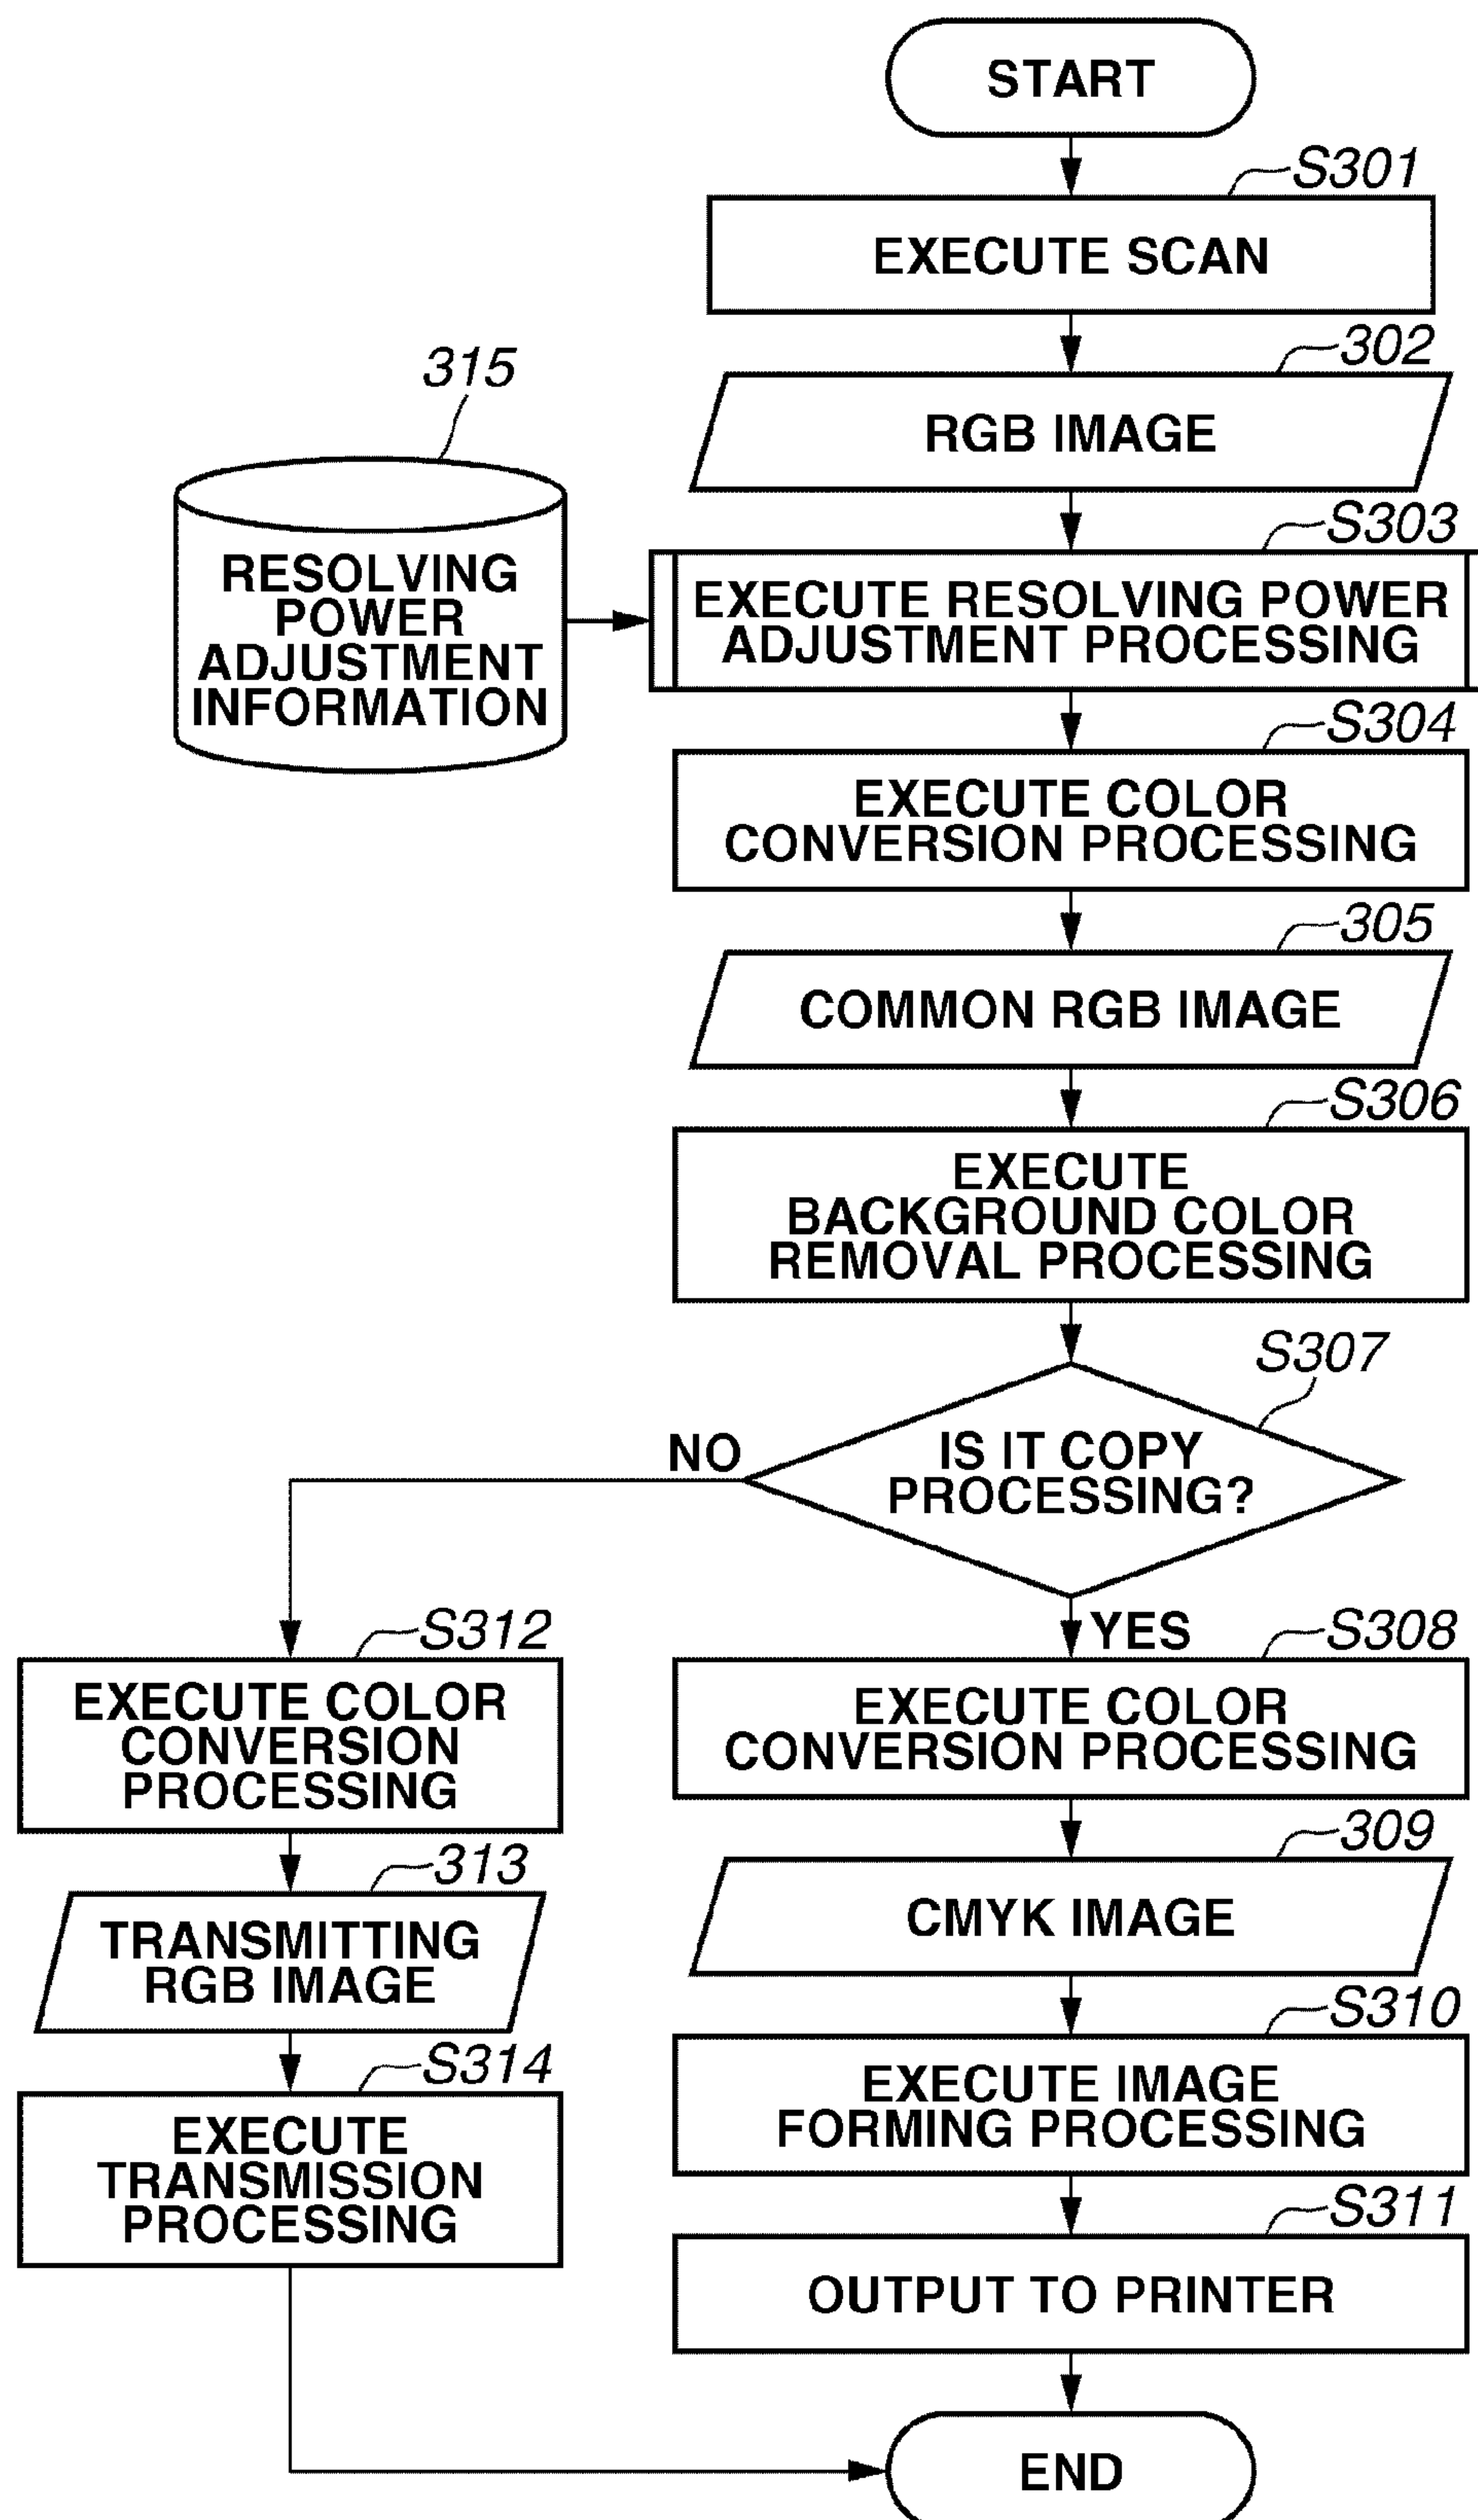 START
S301
EXECUTE SCAN
302
RGB IMAGE
315
RESOLVING
POWER
ADJUSTMENT
INFORMATION
S303
EXECUTE RESOLVING POWER
ADJUSTMENT PROCESSING
S304
EXECUTE COLOR
CONVERSION PROCESSING
305
COMMON RGB IMAGE
S306
EXECUTE
BACKGROUND COLOR
REMOVAL PROCESSING
S307
IS IT COPY
PROCESSING?
NO
YES
S312
EXECUTE COLOR
CONVERSION
PROCESSING
313
TRANSMITTING
RGB IMAGE
S314
EXECUTE
TRANSMISSION
PROCESSING
S308
EXECUTE COLOR
CONVERSION PROCESSING
309
CMYK IMAGE
S310
EXECUTE IMAGE
FORMING PROCESSING
S311
OUTPUT TO PRINTER
END